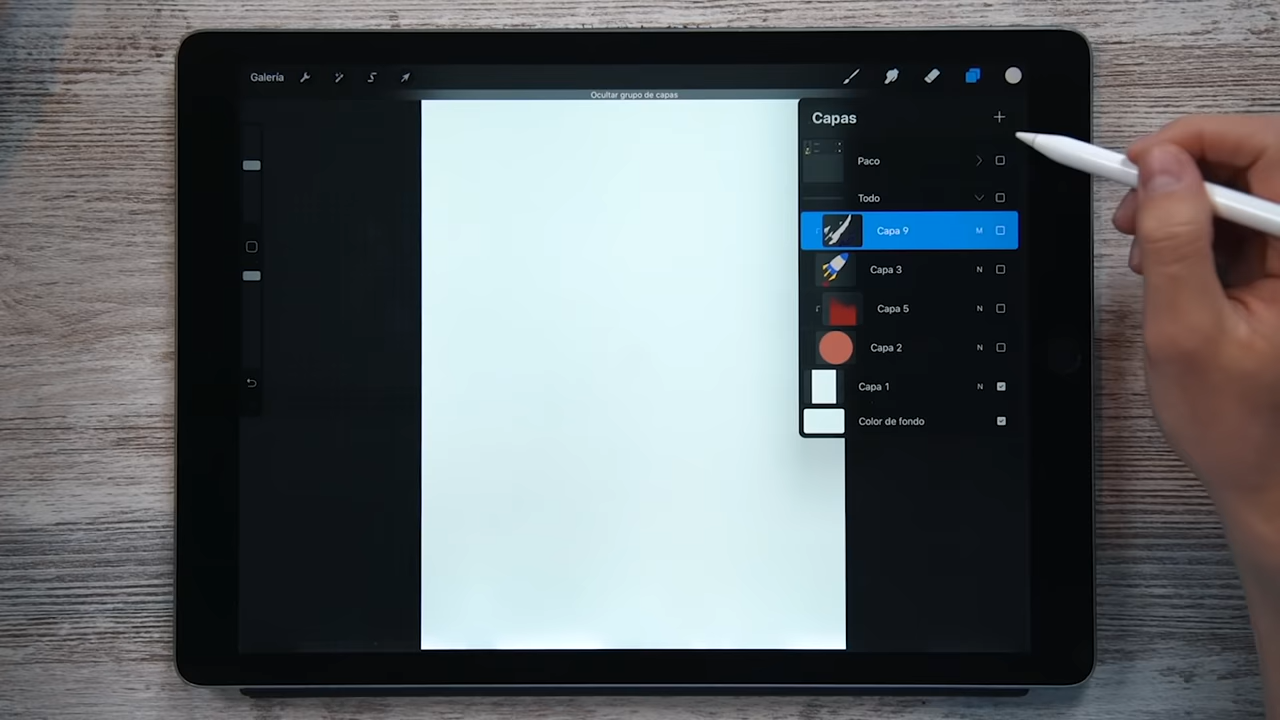 Galería
Ocultar grupo de capas
Capas
Paco
Todo
Capa 9 M
Capa 3 N
Capa 5 N
Capa 2 N
Capa 1 N
Color de fondo